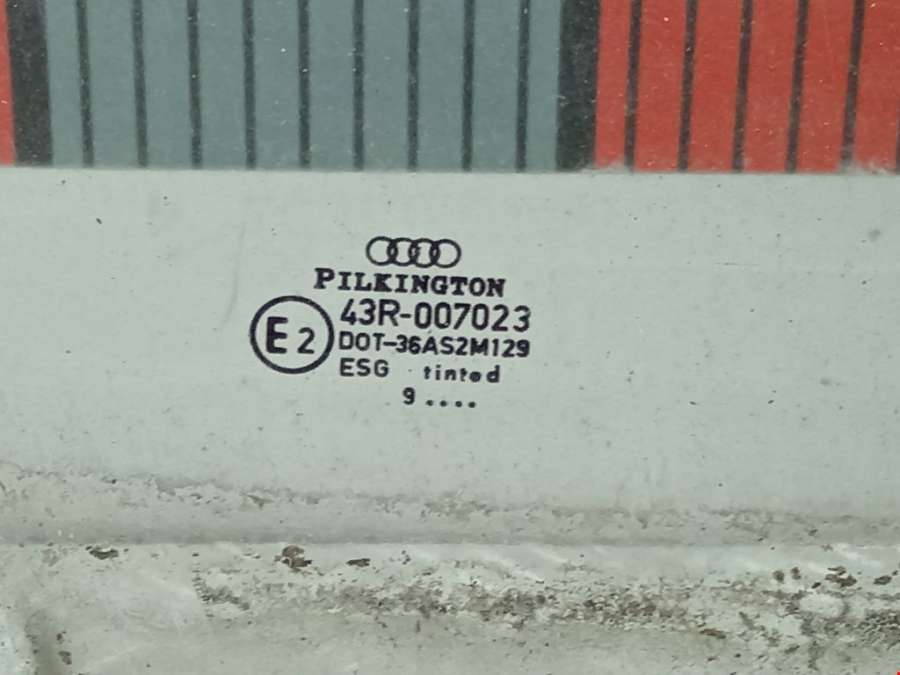 PILKINGTON
43R-007023
E2
DOT-36AS2M129
ESG tinted
9 ....